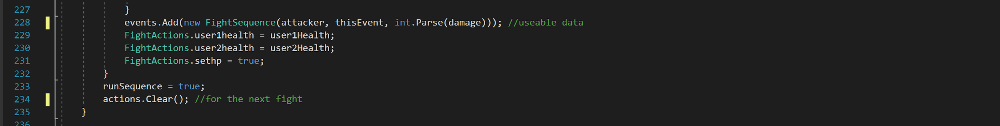 227 }
228 events.Add(new FightSequence(attacker, thisEvent, int.Parse(damage))); //useable data
229 FightActions.user1health = user1Health;
230 FightActions.user2health = user2Health;
231 FightActions.sethp = true;
232 }
233 runSequence = true;
234 actions.Clear(); //for the next fight
235 }
236